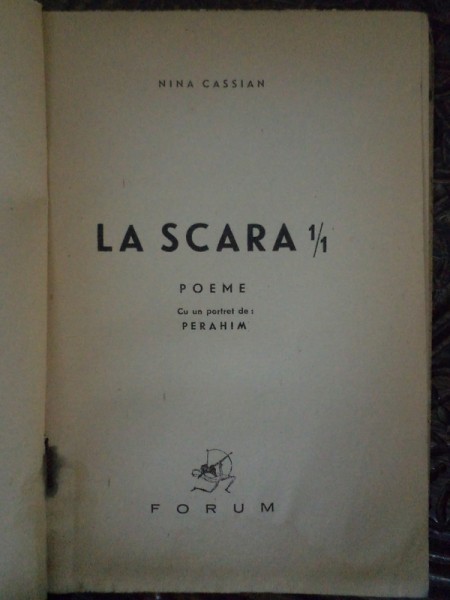 NINA CASSIAN
LA SCARA 1/1
POEME
Cu un portret de:
PERAHIM
FORUM